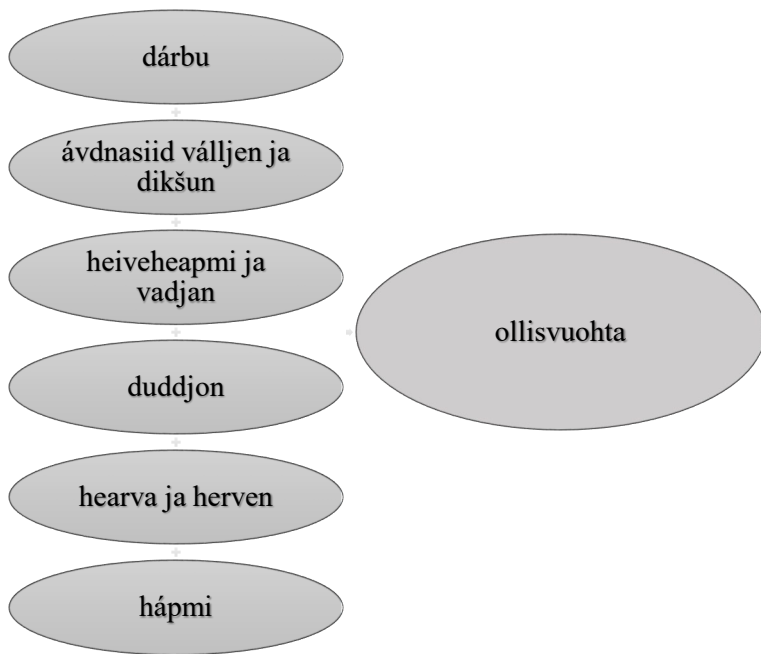 dárbu
ávdnasiid válljen ja
dikšun
heiveheapmi ja
vadjan
duddjon
hearva ja herven
hápmi
ollisvuohta